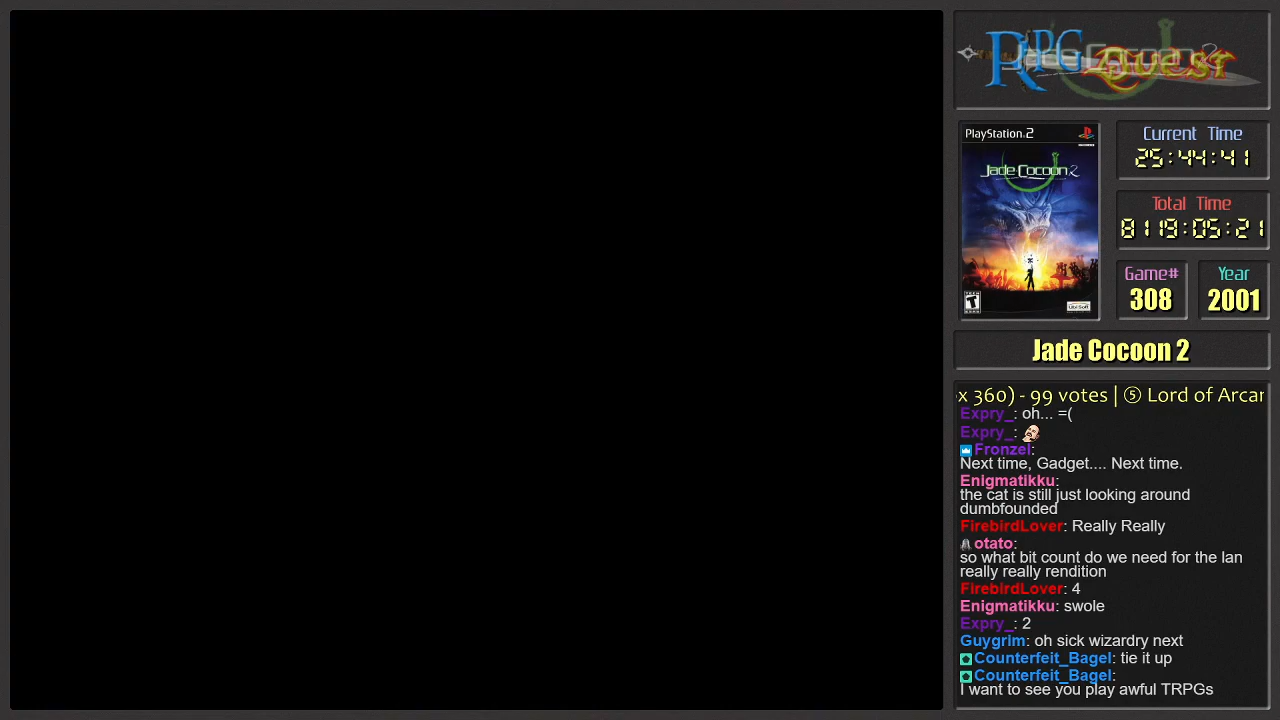 RPG Quest
Jade Cocoon 2
PlayStation.2
Jade Cocoon 2
Current Time
25:44:41
Total Time
8119:05:21
Game#
308
Year
2001
Jade Cocoon 2
x 360) - 99 votes | ⑤ Lord of Arcar
Expry_: oh... =(
Expry_:
Fronzel:
Next time, Gadget.... Next time.
Enigmatikku:
the cat is still just looking around
dumbfounded
FirebirdLover: Really Really
otato:
so what bit count do we need for the lan
really really rendition
FirebirdLover: 4
Enigmatikku: swole
Expry_: 2
Guygrim: oh sick wizardry next
Counterfeit_Bagel: tie it up
Counterfeit_Bagel:
I want to see you play awful TRPGs